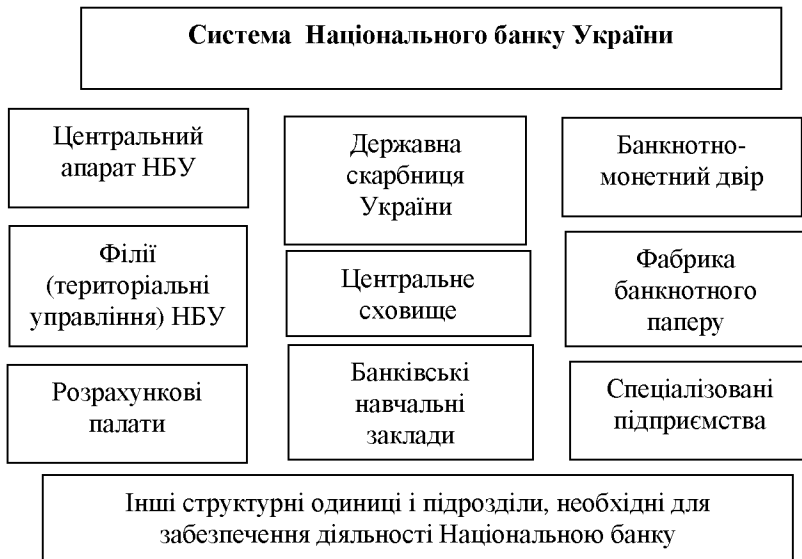 Система Національного банку України
Центральний
апарат НБУ
Державна
скарбниця
України
Банкнотно-
монетний двір
Філії
(територіальні
управління) НБУ
Центральне
сховище
Фабрика
банкнотного
паперу
Розрахункові
палати
Банківські
навчальні
заклади
Спеціалізовані
підприємства
Інші структурні одиниці і підрозділи, необхідні для
забезпечення діяльності Національною банку